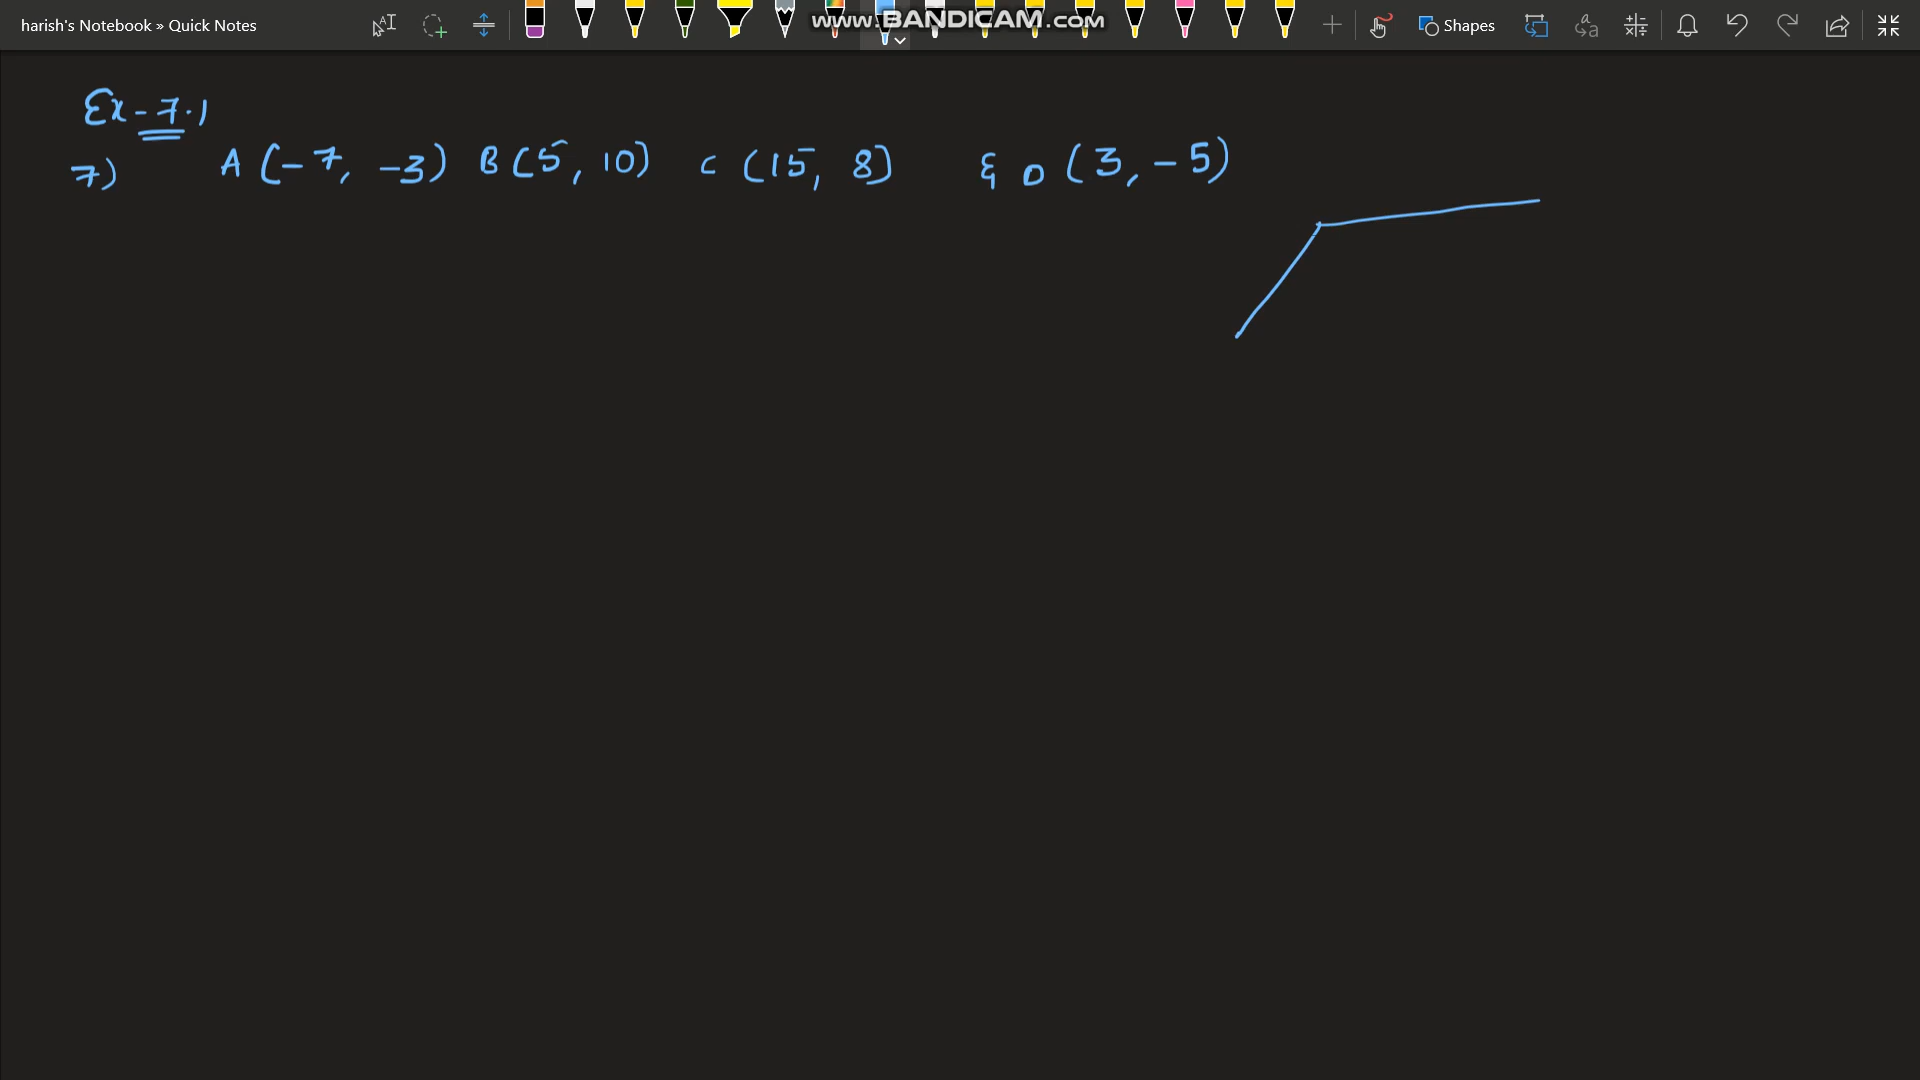 harish's Notebook » Quick Notes
www.BANDICAM.com
Shapes
Ex-7.1
7) A (-7, -3) B (5, 10) C (15, 8) & D (3, -5)